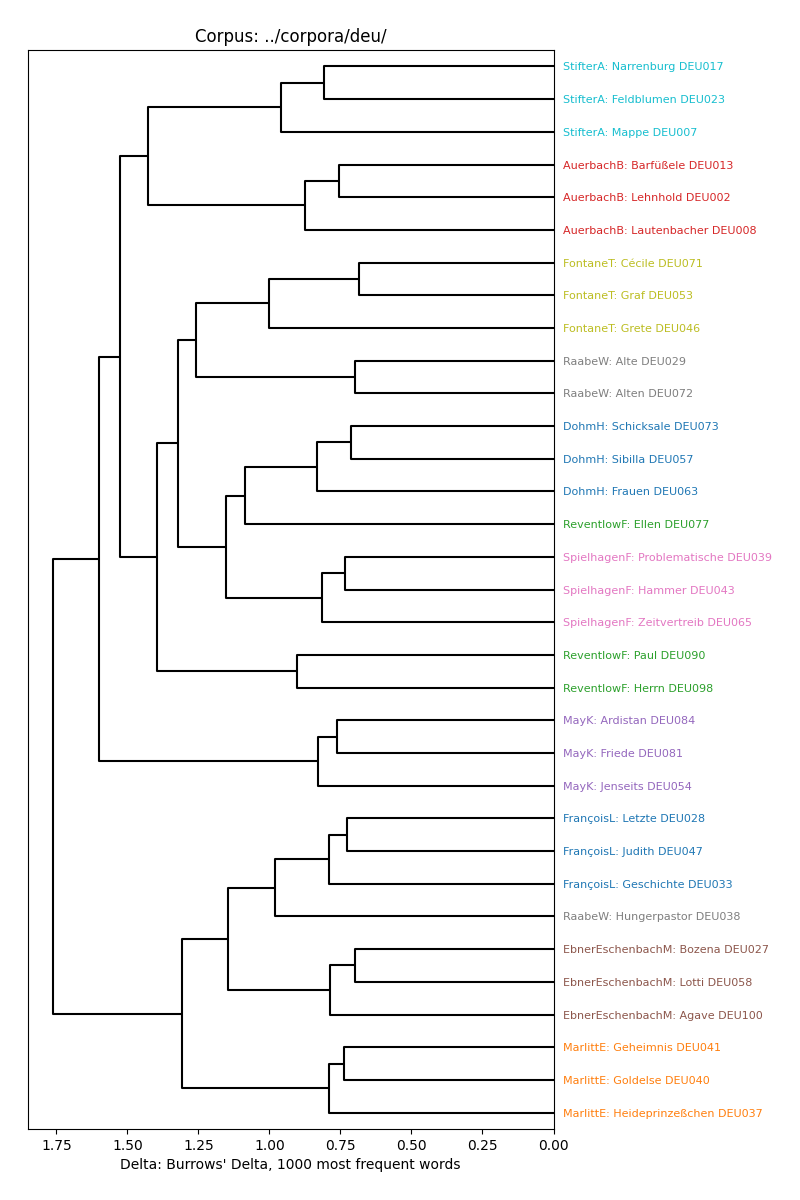 Corpus: ../corpora/deu/
StifterA: Narrenburg DEU017
StifterA: Feldblumen DEU023
StifterA: Mappe DEU007
AuerbachB: Barfüßele DEU013
AuerbachB: Lehnhold DEU002
AuerbachB: Lautenbacher DEU008
FontaneT: Cécile DEU071
FontaneT: Graf DEU053
FontaneT: Grete DEU046
RaabeW: Alte DEU029
RaabeW: Alten DEU072
DohmH: Schicksale DEU073
DohmH: Sibilla DEU057
DohmH: Frauen DEU063
ReventlowF: Ellen DEU077
SpielhagenF: Problematische DEU039
SpielhagenF: Hammer DEU043
SpielhagenF: Zeitvertreib DEU065
ReventlowF: Paul DEU090
ReventlowF: Herrn DEU098
MayK: Ardistan DEU084
MayK: Friede DEU081
MayK: Jenseits DEU054
FrançoisL: Letzte DEU028
FrançoisL: Judith DEU047
FrançoisL: Geschichte DEU033
RaabeW: Hungerpastor DEU038
EbnerEschenbachM: Bozena DEU027
EbnerEschenbachM: Lotti DEU058
EbnerEschenbachM: Agave DEU100
MarlittE: Geheimnis DEU041
MarlittE: Goldelse DEU040
MarlittE: Heideprinzeßchen DEU037
1.75 1.50 1.25 1.00 0.75 0.50 0.25 0.00
Delta: Burrows' Delta, 1000 most frequent words